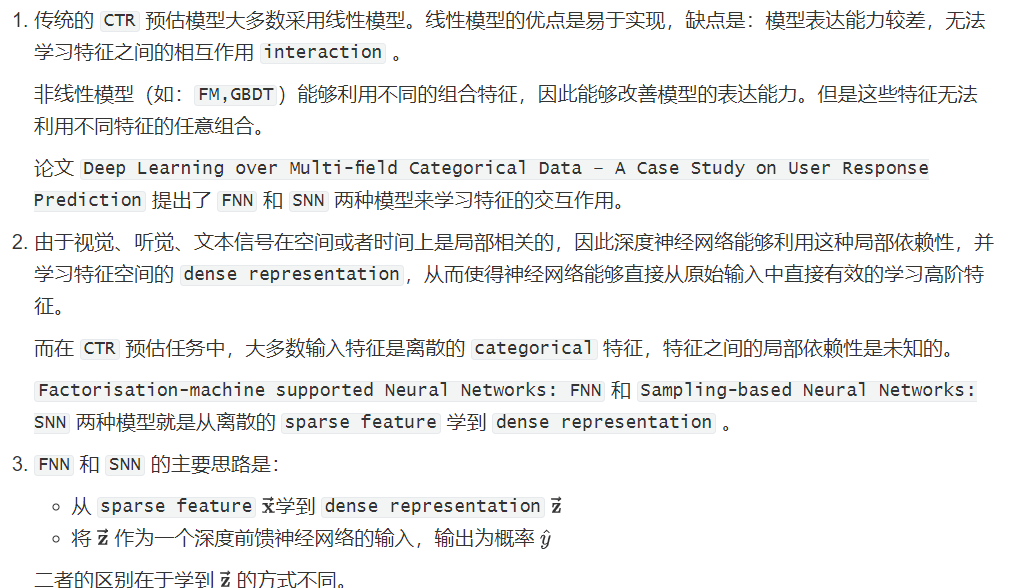 1. 传统的 CTR 预估模型大多数采用线性模型。线性模型的优点是易于实现，缺点是：模型表达能力较差，无法
学习特征之间的相互作用 interaction 。
非线性模型（如：FM,GBDT）能够利用不同的组合特征，因此能够改善模型的表达能力。但是这些特征无法
利用不同特征的任意组合。
论文 Deep Learning over Multi-field Categorical Data – A Case Study on User Response
Prediction 提出了 FNN 和 SNN 两种模型来学习特征的交互作用。
2. 由于视觉、听觉、文本信号在空间或者时间上是局部相关的，因此深度神经网络能够利用这种局部依赖性，并
学习特征空间的 dense representation，从而使得神经网络能够直接从原始输入中直接有效的学习高阶特
征。
而在 CTR 预估任务中，大多数输入特征是离散的 categorical 特征，特征之间的局部依赖性是未知的。
Factorisation-machine supported Neural Networks: FNN 和 Sampling-based Neural Networks:
SNN 两种模型就是从离散的 sparse feature 学到 dense representation 。
3. FNN 和 SNN 的主要思路是：
○ 从 sparse feature x⃗学到 dense representation z⃗
○ 将 z⃗ 作为一个深度前馈神经网络的输入，输出为概率 ŷ
二者的区别在于学到 z⃗ 的方式不同。